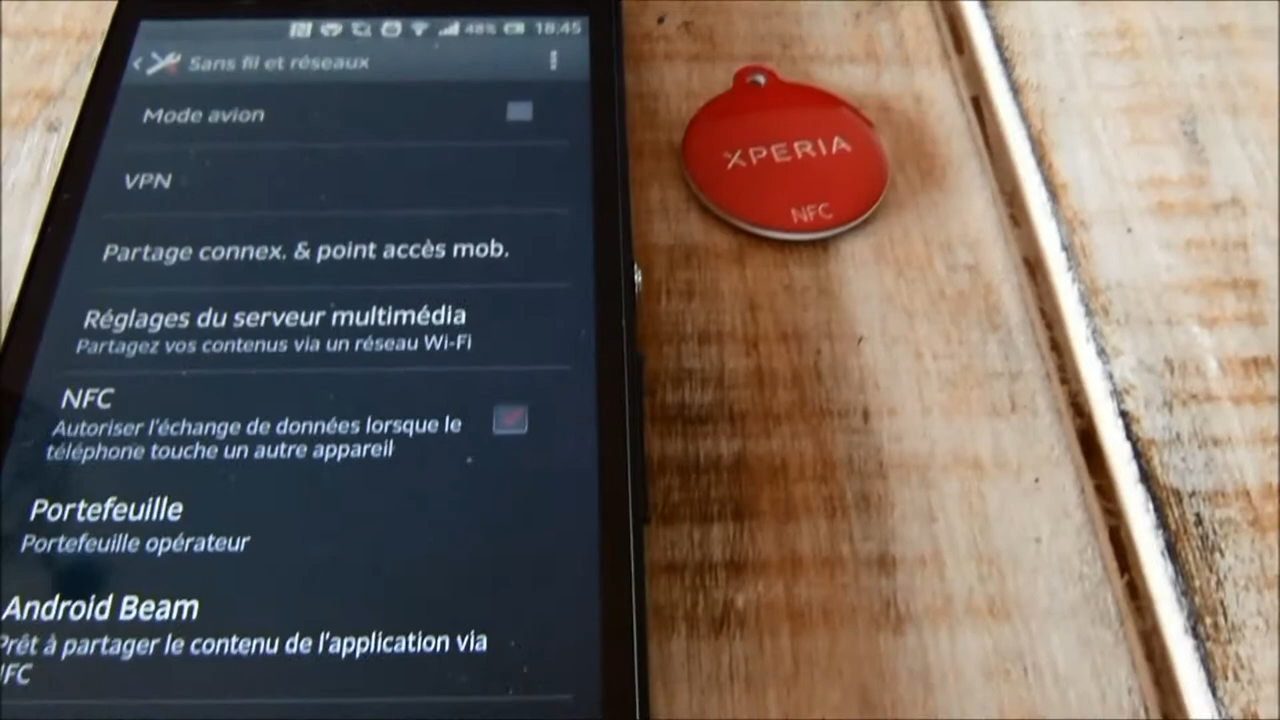 48% 18:45
Sans fil et réseaux
Mode avion
VPN
Partage connex. & point accès mob.
Réglages du serveur multimédia
Partagez vos contenus via un réseau Wi-Fi
NFC
Autoriser l'échange de données lorsque le
téléphone touche un autre appareil
Portefeuille
Portefeuille opérateur
Android Beam
Prêt à partager le contenu de l'application via
NFC
XPERIA
NFC